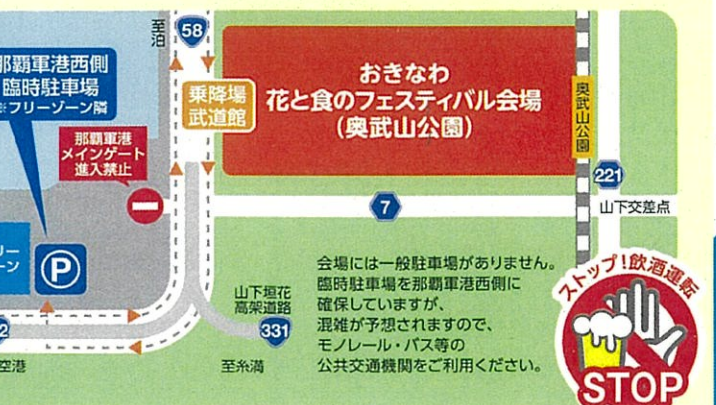 至泊
58
那覇軍港西側
臨時駐車場
※フリーゾーン隣
乗降場
武道館
おきなわ
花と食のフェスティバル会場
(奥武山公園)
奥武山公園
那覇軍港
メインゲート
進入禁止
221
7
山下交差点
P
リー
ーン
山下垣花
高架道路
331
至糸満
2
空港
会場には一般駐車場がありません。
臨時駐車場を那覇軍港西側に
確保していますが、
混雑が予想されますので、
モノレール・バス等の
公共交通機関をご利用ください。
ストップ!飲酒運転
STOP